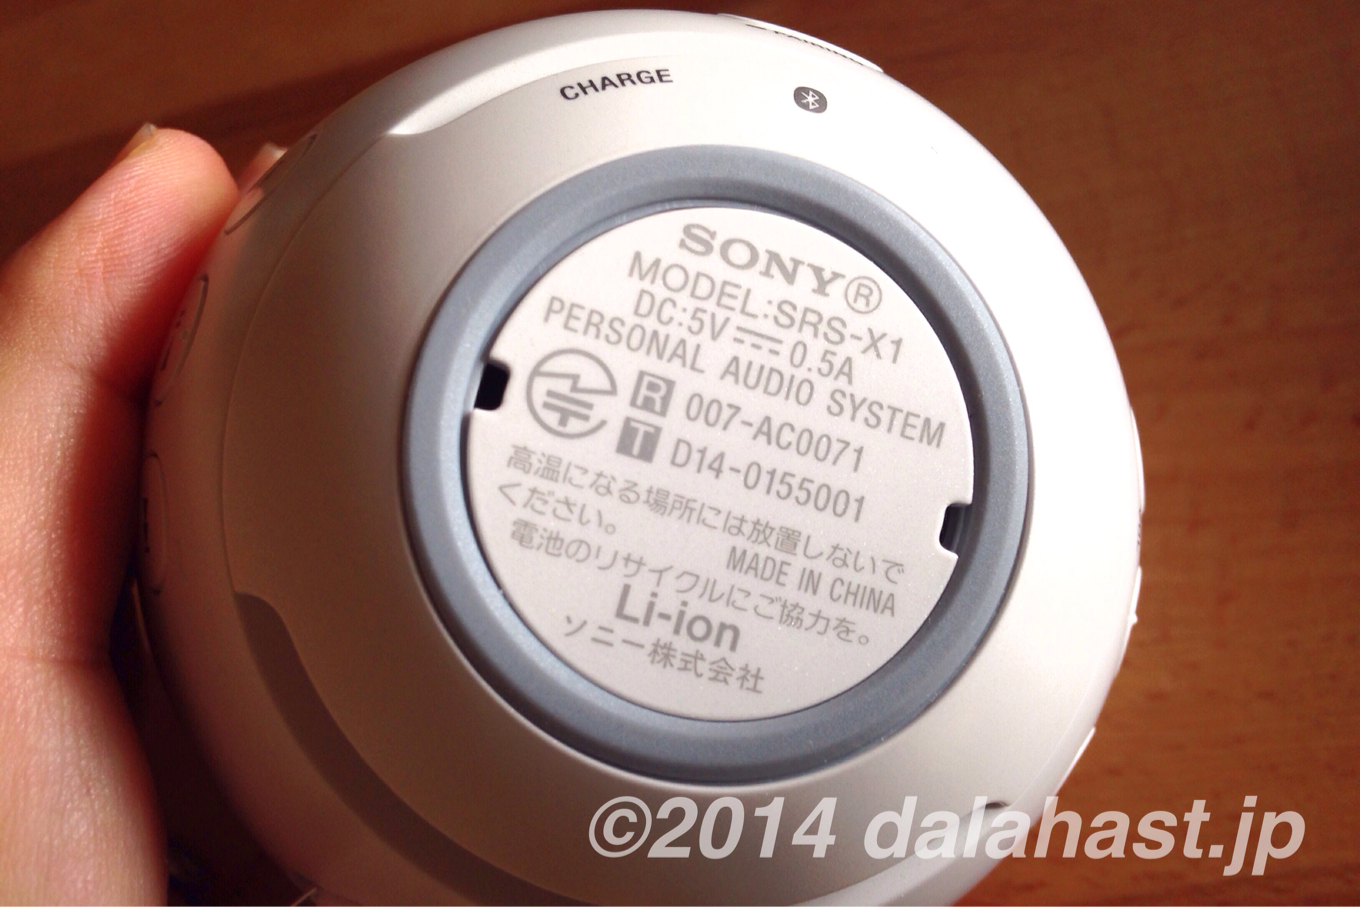 CHARGE
SONY®
MODEL:SRS-X1
DC:5V⎓0.5A
PERSONAL AUDIO SYSTEM
R 007-AC0071
T D14-0155001
高温になる場所には放置しないで
ください。
MADE IN CHINA
電池のリサイクルにご協力を。
Li-ion
ソニー株式会社
©2014 dalahast.jp